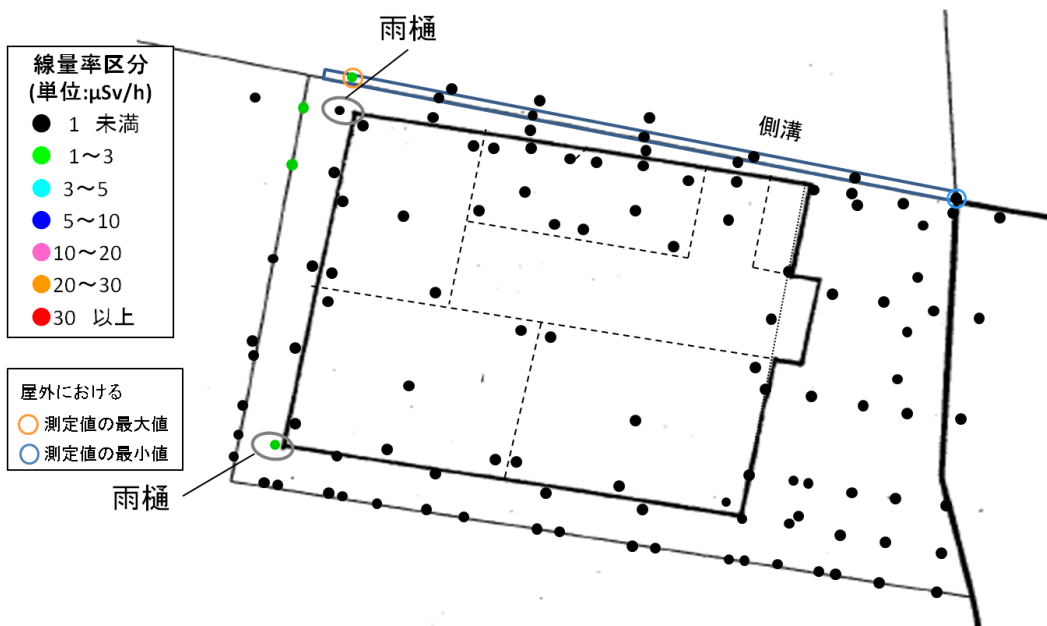 雨樋
線量率区分
(単位:μSv/h)
1 未満
1～3
3～5
5～10
10～20
20～30
30 以上
側溝
屋外における
測定値の最大値
測定値の最小値
雨樋